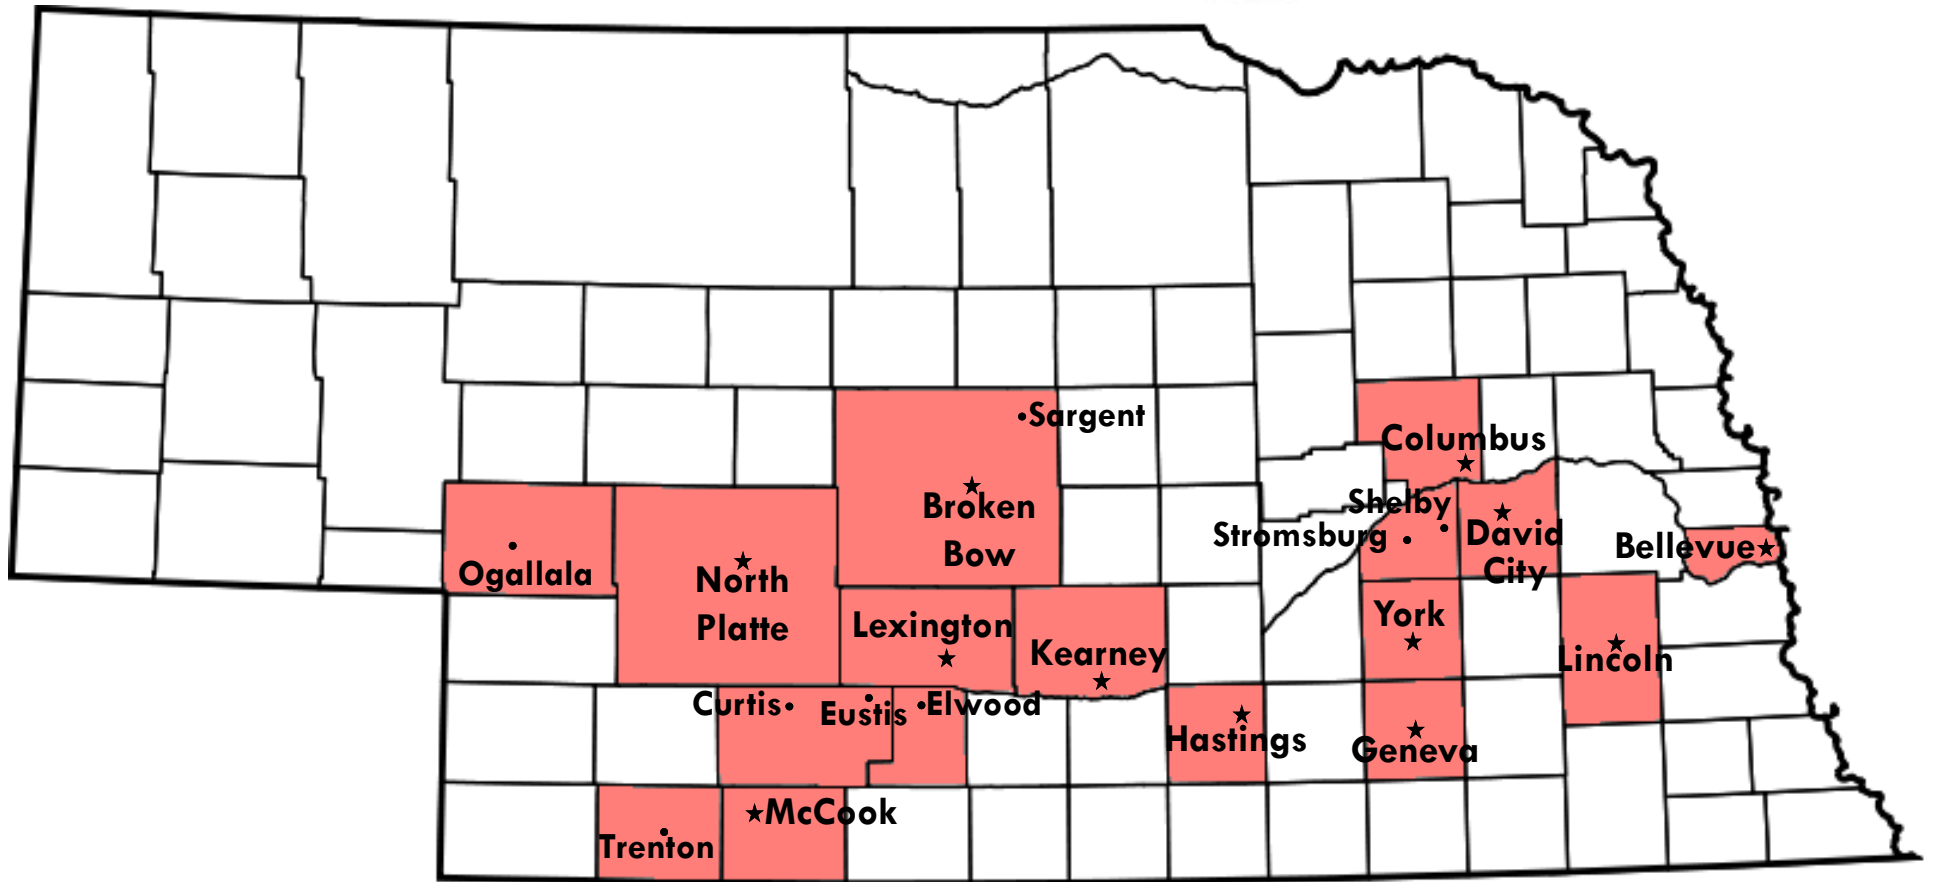 Sargent
Columbus
Broken
Bow
Shelby
Stromsburg
David
City
Bellevue
Ogallala
North
Platte
Lexington
Kearney
York
Lincoln
Curtis
Eustis
Elwood
Hastings
Geneva
McCook
Trenton